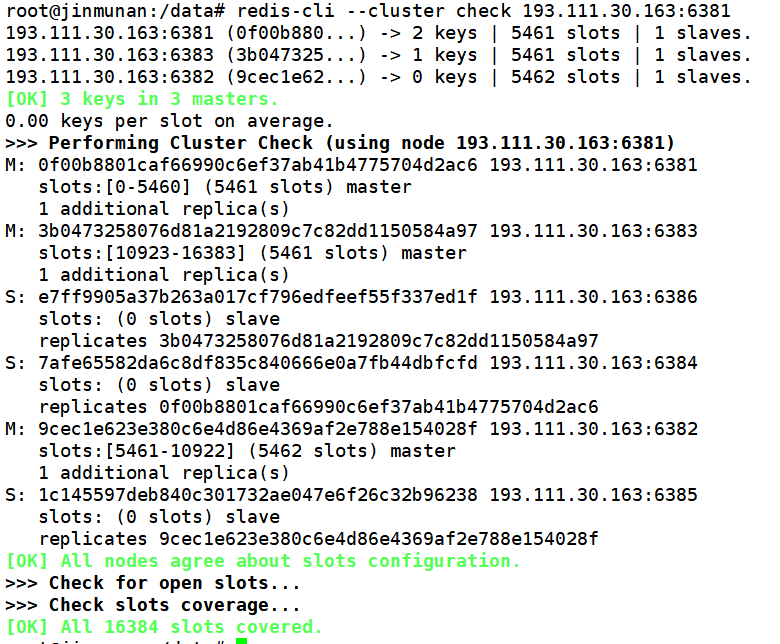 root@jinmunan:/data# redis-cli --cluster check 193.111.30.163:6381
193.111.30.163:6381 (0f00b880...) -> 2 keys | 5461 slots | 1 slaves.
193.111.30.163:6383 (3b047325...) -> 1 keys | 5461 slots | 1 slaves.
193.111.30.163:6382 (9cec1e62...) -> 0 keys | 5462 slots | 1 slaves.
[OK] 3 keys in 3 masters.
0.00 keys per slot on average.
>>> Performing Cluster Check (using node 193.111.30.163:6381)
M: 0f00b8801caf66990c6ef37ab41b4775704d2ac6 193.111.30.163:6381
   slots:[0-5460] (5461 slots) master
   1 additional replica(s)
M: 3b0473258076d81a2192809c7c82dd1150584a97 193.111.30.163:6383
   slots:[10923-16383] (5461 slots) master
   1 additional replica(s)
S: e7ff9905a37b263a017cf796edfeef55f337ed1f 193.111.30.163:6386
   slots: (0 slots) slave
   replicates 3b0473258076d81a2192809c7c82dd1150584a97
S: 7afe65582da6c8df835c840666e0a7fb44dbfcfd 193.111.30.163:6384
   slots: (0 slots) slave
   replicates 0f00b8801caf66990c6ef37ab41b4775704d2ac6
M: 9cec1e623e380c6e4d86e4369af2e788e154028f 193.111.30.163:6382
   slots:[5461-10922] (5462 slots) master
   1 additional replica(s)
S: 1c145597deb840c301732ae047e6f26c32b96238 193.111.30.163:6385
   slots: (0 slots) slave
   replicates 9cec1e623e380c6e4d86e4369af2e788e154028f
[OK] All nodes agree about slots configuration.
>>> Check for open slots...
>>> Check slots coverage...
[OK] All 16384 slots covered.
root@jinmunan:/data#